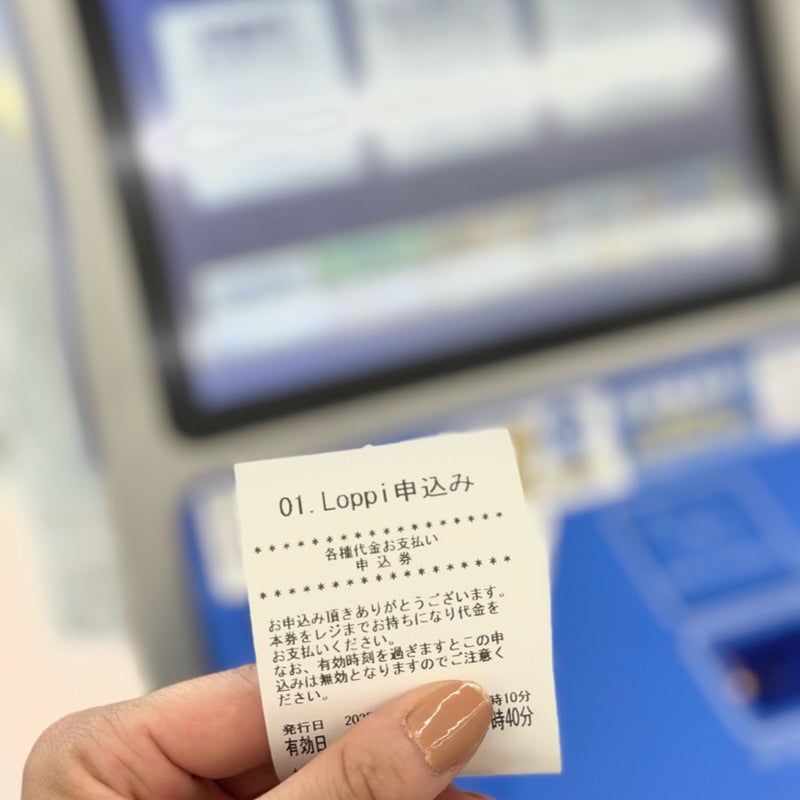 01.Loppi申込み
******************
各種代金お支払い
申 込 券
******************
お申込み頂きありがとうございます。
本券をレジまでお持ちになり代金を
お支払いください。
なお、有効時刻を過ぎますとこの申
込みは無効となりますのでご注意く
ださい。
発行日 202 時10分
有効日 時40分